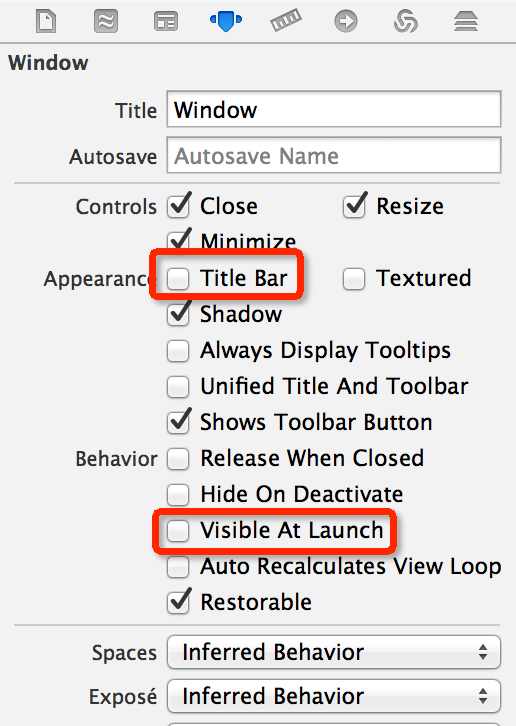 Window
Title Window
Autosave Autosave Name
Controls Close Resize
Minimize
Appearance Title Bar Textured
Shadow
Always Display Tooltips
Unified Title And Toolbar
Shows Toolbar Button
Behavior Release When Closed
Hide On Deactivate
Visible At Launch
Auto Recalculates View Loop
Restorable
Spaces Inferred Behavior
Exposé Inferred Behavior